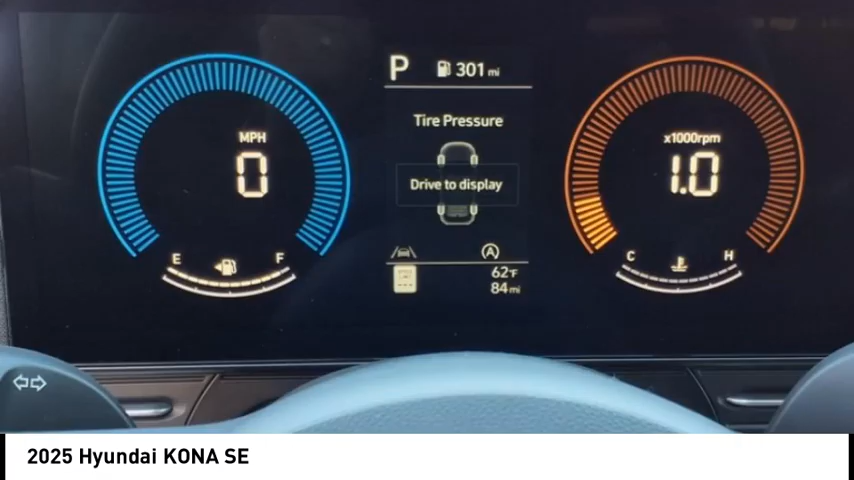 P 301 mi
Tire Pressure
MPH
0
Drive to display
x1000rpm
1.0
E F
C H
A
62°F
84 mi
2025 Hyundai KONA SE